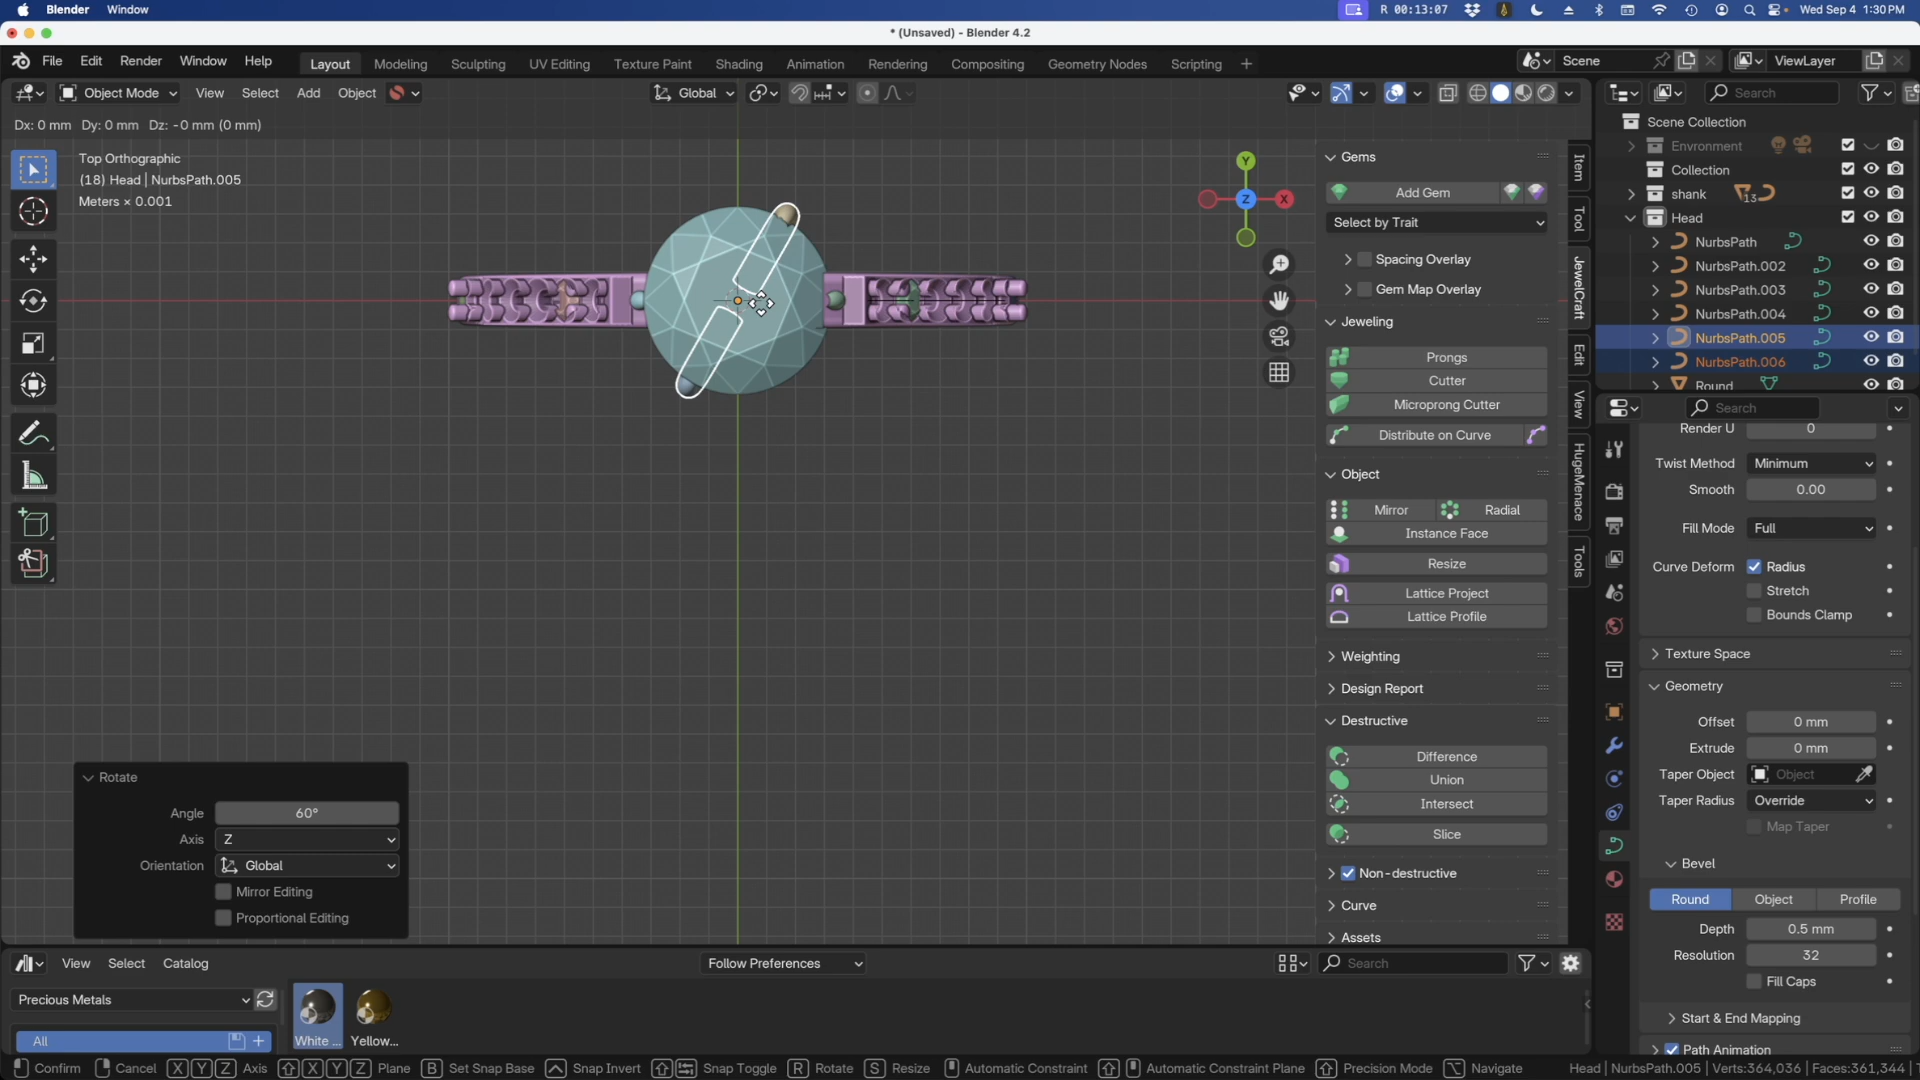 Blender Window R 00:13:07 Wed Sep 4 1:30 PM
* (Unsaved) - Blender 4.2
File Edit Render Window Help Layout Modeling Sculpting UV Editing Texture Paint Shading Animation Rendering Compositing Geometry Nodes Scripting + Scene ViewLayer
Object Mode View Select Add Object Global Search
Dx: 0 mm Dy: 0 mm Dz: -0 mm (0 mm)
Top Orthographic
(18) Head | NurbsPath.005
Meters × 0.001
Y
X
Z
Gems
Add Gem
Select by Trait
Spacing Overlay
Gem Map Overlay
Jeweling
Prongs
Cutter
Microprong Cutter
Distribute on Curve
Object
Mirror Radial
Instance Face
Resize
Lattice Project
Lattice Profile
Weighting
Design Report
Destructive
Difference
Union
Intersect
Slice
Non-destructive
Curve
Assets
Item
Tool
JewelCraft
Edit
View
HugeMenace
Tools
Scene Collection
Environment
Collection
shank 13
Head
NurbsPath
NurbsPath.002
NurbsPath.003
NurbsPath.004
NurbsPath.005
NurbsPath.006
Round
Search
Render U 0
Twist Method Minimum
Smooth 0.00
Fill Mode Full
Curve Deform Radius
Stretch
Bounds Clamp
Texture Space
Geometry
Offset 0 mm
Extrude 0 mm
Taper Object Object
Taper Radius Override
Map Taper
Bevel
Round Object Profile
Depth 0.5 mm
Resolution 32
Fill Caps
Start & End Mapping
Path Animation
Rotate
Angle 60°
Axis Z
Orientation Global
Mirror Editing
Proportional Editing
View Select Catalog Follow Preferences Search
Precious Metals
All
White ... Yellow...
Confirm Cancel X Y Z Axis X Y Z Plane B Set Snap Base Snap Invert Snap Toggle R Rotate S Resize Automatic Constraint Automatic Constraint Plane Precision Mode Navigate Head | NurbsPath.005 | Verts:364,036 | Faces:361,344 |